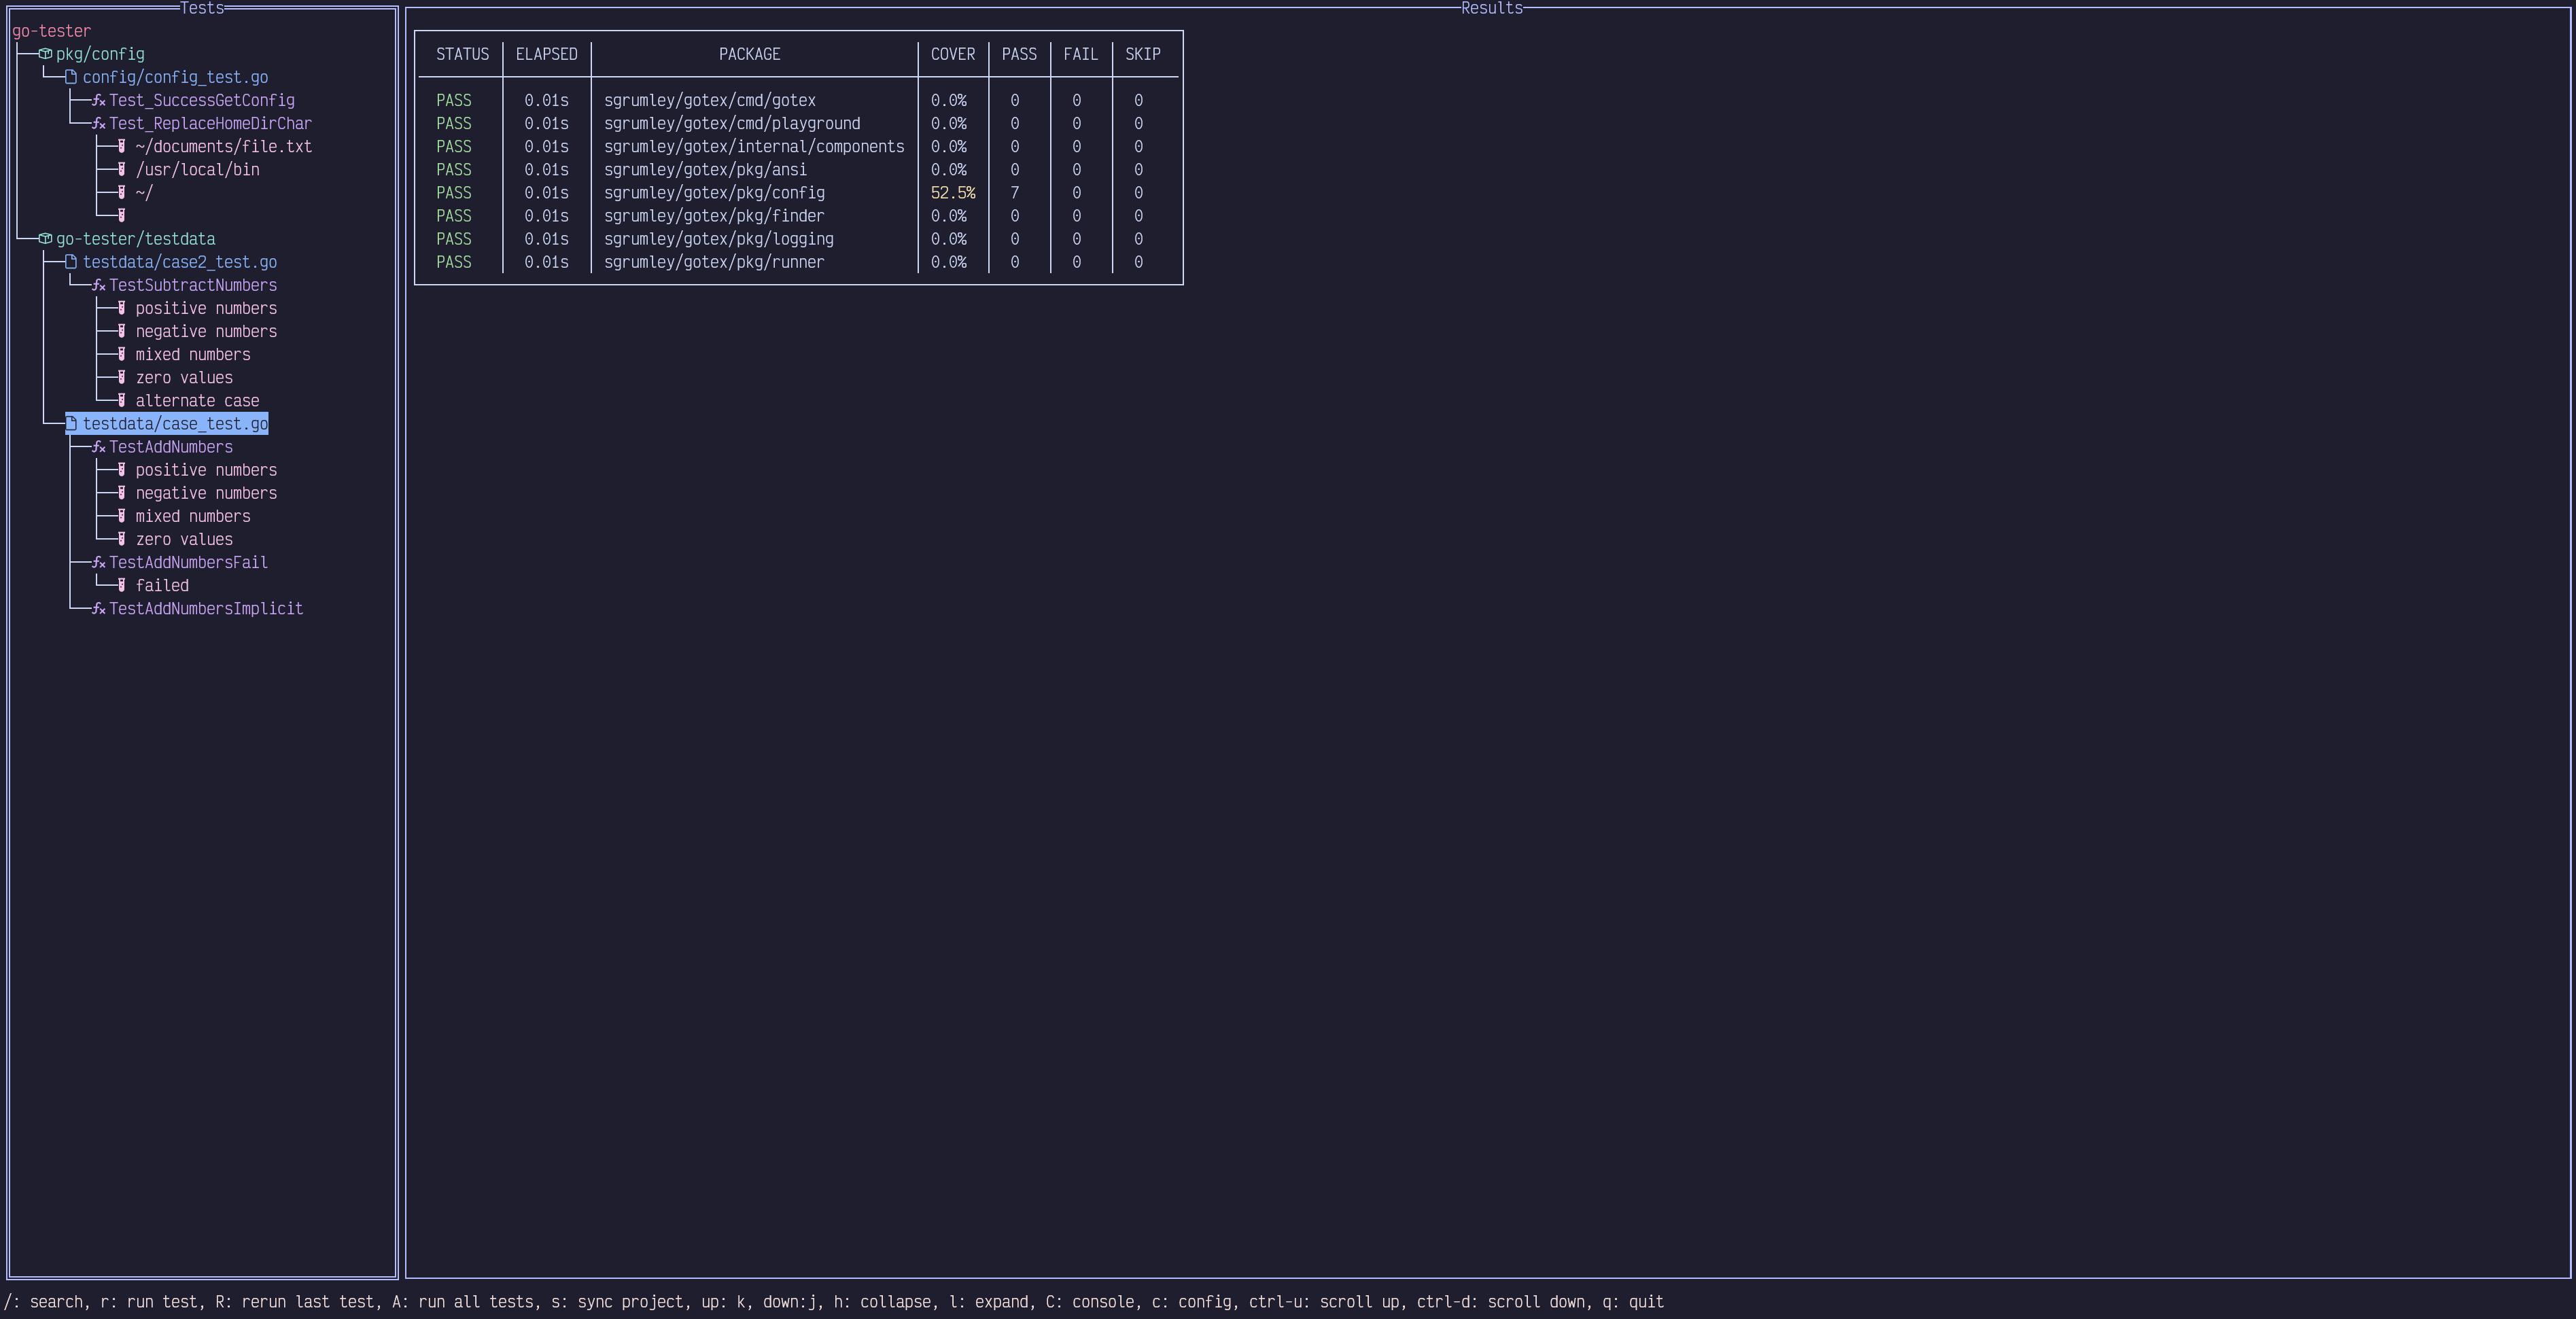 Tests
go-tester
pkg/config
config/config_test.go
Test_SuccessGetConfig
Test_ReplaceHomeDirChar
~/documents/file.txt
/usr/local/bin
~/
go-tester/testdata
testdata/case2_test.go
TestSubtractNumbers
positive numbers
negative numbers
mixed numbers
zero values
alternate case
testdata/case_test.go
TestAddNumbers
positive numbers
negative numbers
mixed numbers
zero values
TestAddNumbersFail
failed
TestAddNumbersImplicit
Results
STATUS ELAPSED PACKAGE COVER PASS FAIL SKIP
PASS 0.01s sgrumley/gotex/cmd/gotex 0.0% 0 0 0
PASS 0.01s sgrumley/gotex/cmd/playground 0.0% 0 0 0
PASS 0.01s sgrumley/gotex/internal/components 0.0% 0 0 0
PASS 0.01s sgrumley/gotex/pkg/ansi 0.0% 0 0 0
PASS 0.01s sgrumley/gotex/pkg/config 52.5% 7 0 0
PASS 0.01s sgrumley/gotex/pkg/finder 0.0% 0 0 0
PASS 0.01s sgrumley/gotex/pkg/logging 0.0% 0 0 0
PASS 0.01s sgrumley/gotex/pkg/runner 0.0% 0 0 0
/: search, r: run test, R: rerun last test, A: run all tests, s: sync project, up: k, down:j, h: collapse, l: expand, C: console, c: config, ctrl-u: scroll up, ctrl-d: scroll down, q: quit